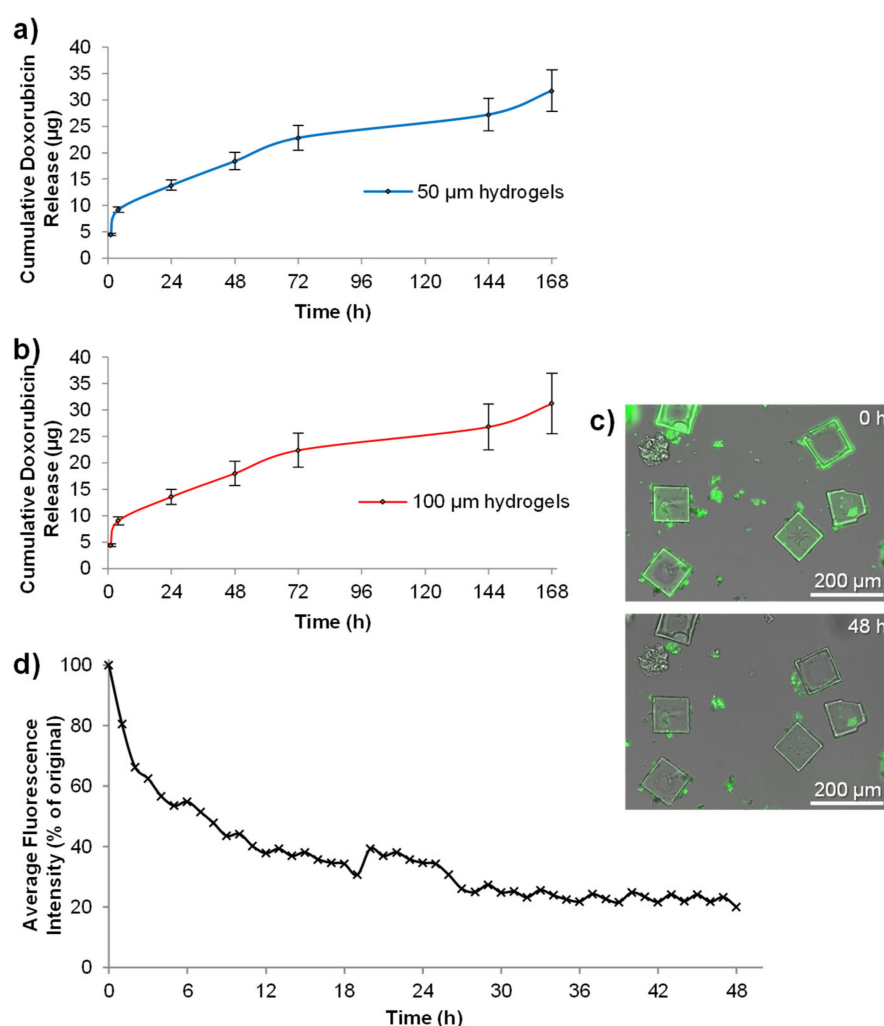 a)
40
35
30
25
20
15
10
5
0
Cumulative Doxorubicin
Release (µg)
50 µm hydrogels
0 24 48 72 96 120 144 168
Time (h)
b)
40
35
30
25
20
15
10
5
0
Cumulative Doxorubicin
Release (µg)
100 µm hydrogels
0 24 48 72 96 120 144 168
Time (h)
c)
0 h
200 µm
48 h
200 µm
d)
100
80
60
40
20
0
Average Fluorescence
Intensity (% of original)
0 6 12 18 24 30 36 42 48
Time (h)